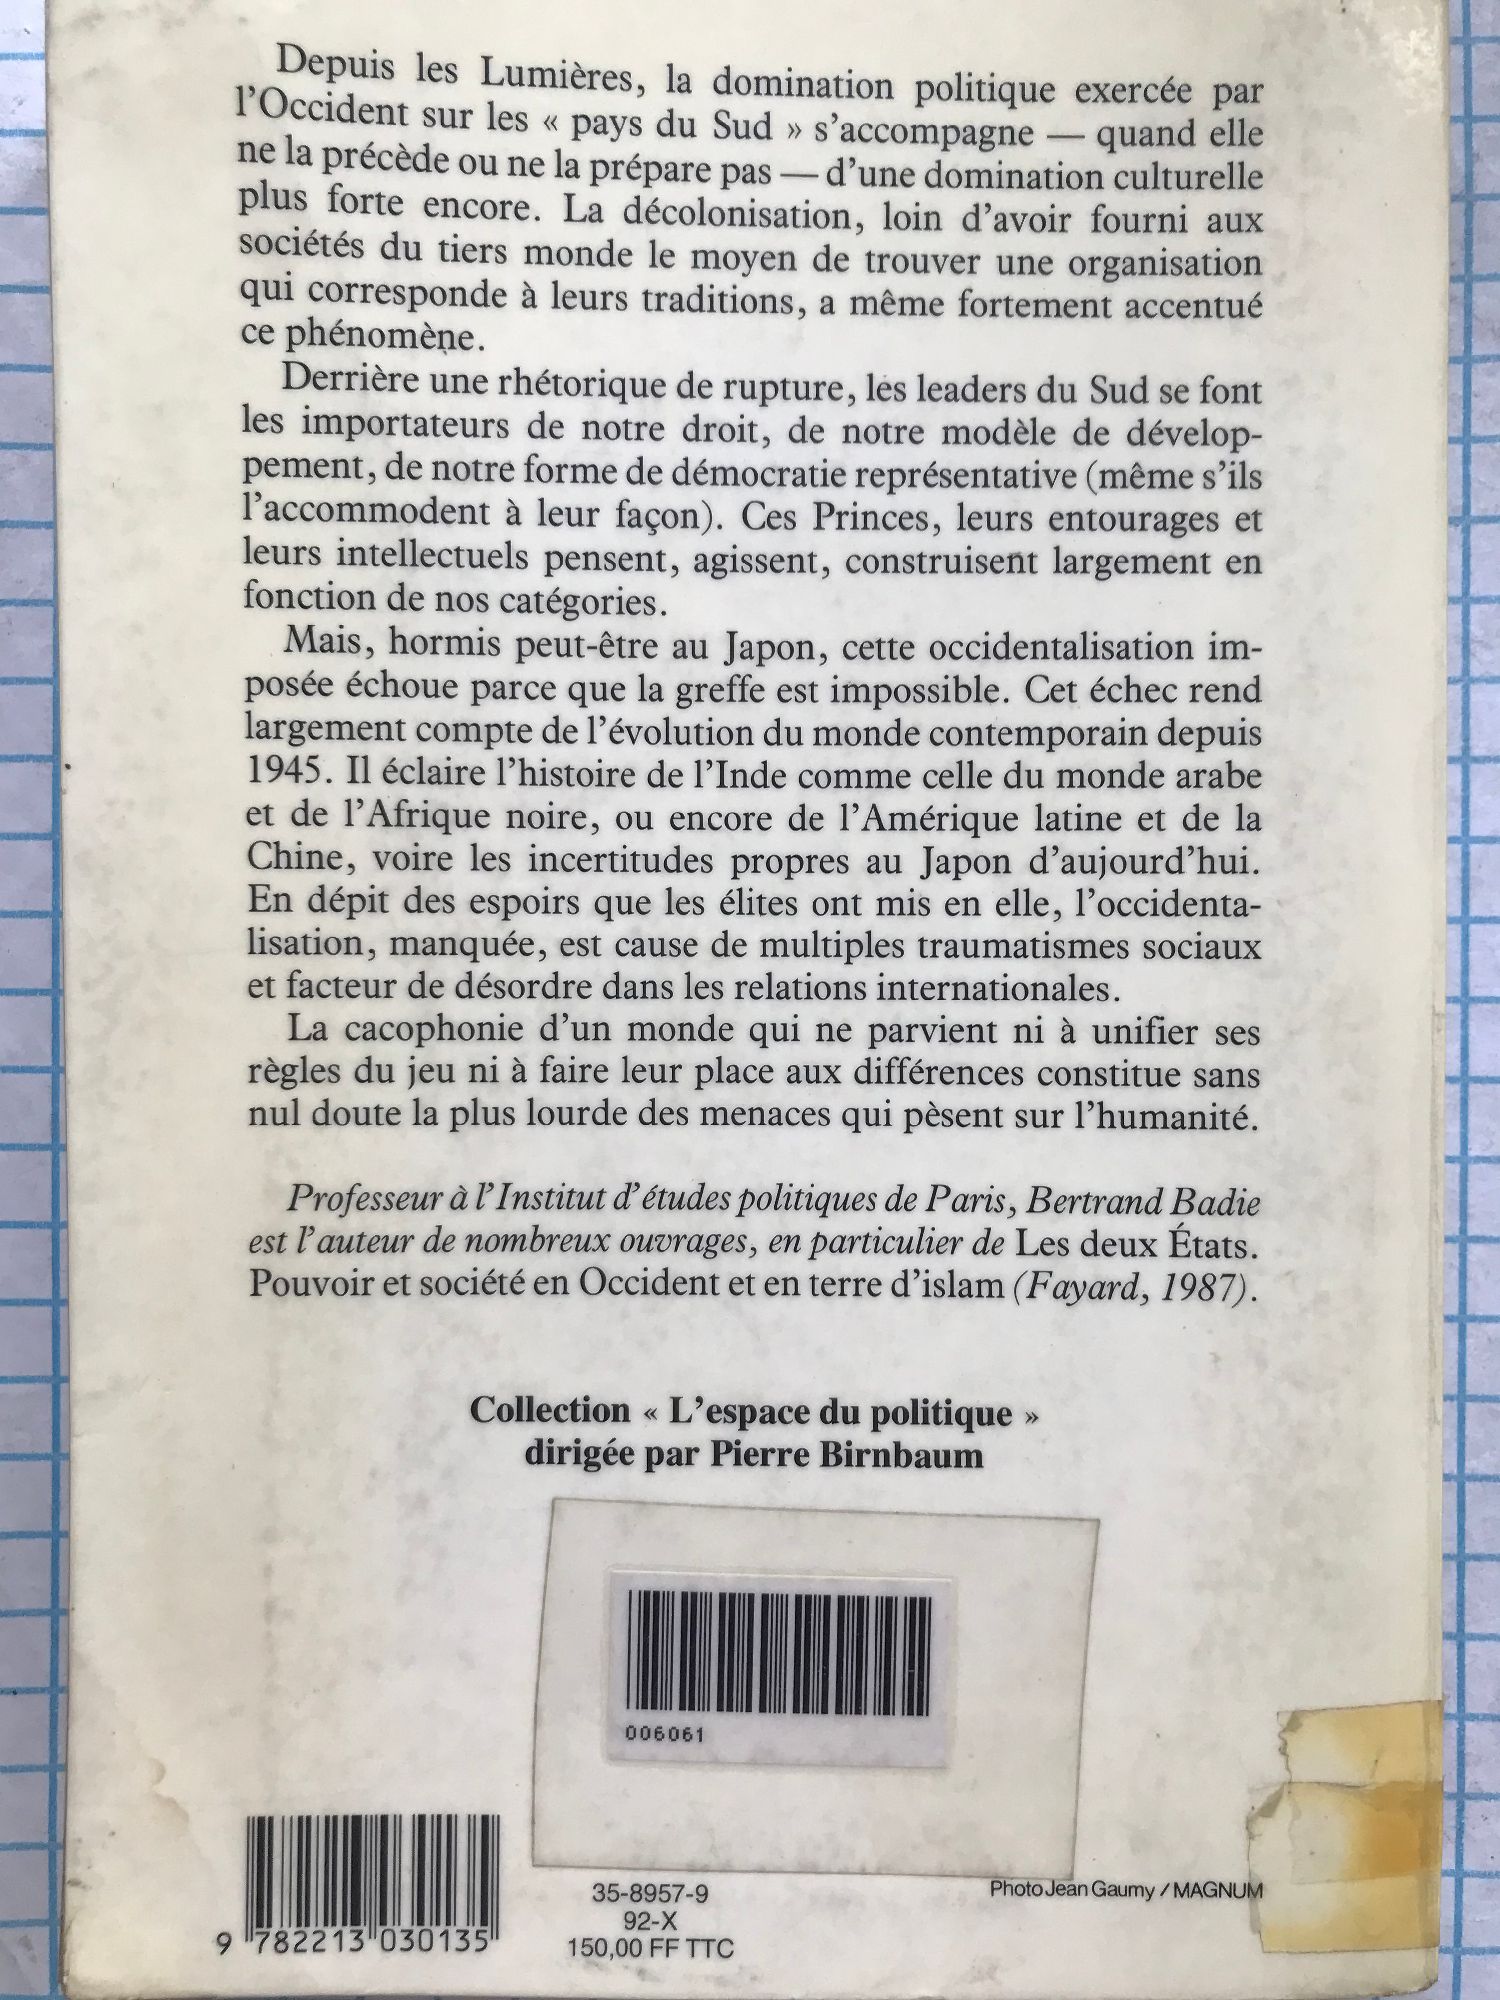 Depuis les Lumières, la domination politique exercée par
l'Occident sur les « pays du Sud » s'accompagne — quand elle
ne la précède ou ne la prépare pas — d'une domination culturelle
plus forte encore. La décolonisation, loin d'avoir fourni aux
sociétés du tiers monde le moyen de trouver une organisation
qui corresponde à leurs traditions, a même fortement accentué
ce phénomène.
Derrière une rhétorique de rupture, les leaders du Sud se font
les importateurs de notre droit, de notre modèle de dévelop-
pement, de notre forme de démocratie représentative (même s'ils
l'accommodent à leur façon). Ces Princes, leurs entourages et
leurs intellectuels pensent, agissent, construisent largement en
fonction de nos catégories.
Mais, hormis peut-être au Japon, cette occidentalisation im-
posée échoue parce que la greffe est impossible. Cet échec rend
largement compte de l'évolution du monde contemporain depuis
1945. Il éclaire l'histoire de l'Inde comme celle du monde arabe
et de l'Afrique noire, ou encore de l'Amérique latine et de la
Chine, voire les incertitudes propres au Japon d'aujourd'hui.
En dépit des espoirs que les élites ont mis en elle, l'occidenta-
lisation, manquée, est cause de multiples traumatismes sociaux
et facteur de désordre dans les relations internationales.
La cacophonie d'un monde qui ne parvient ni à unifier ses
règles du jeu ni à faire leur place aux différences constitue sans
nul doute la plus lourde des menaces qui pèsent sur l'humanité.
Professeur à l'Institut d'études politiques de Paris, Bertrand Badie
est l'auteur de nombreux ouvrages, en particulier de Les deux États.
Pouvoir et société en Occident et en terre d'islam (Fayard, 1987).
Collection « L'espace du politique »
dirigée par Pierre Birnbaum
006061
9 782213 030135
35-8957-9
92-X
150,00 FF TTC
Photo Jean Gaumy / MAGNUM